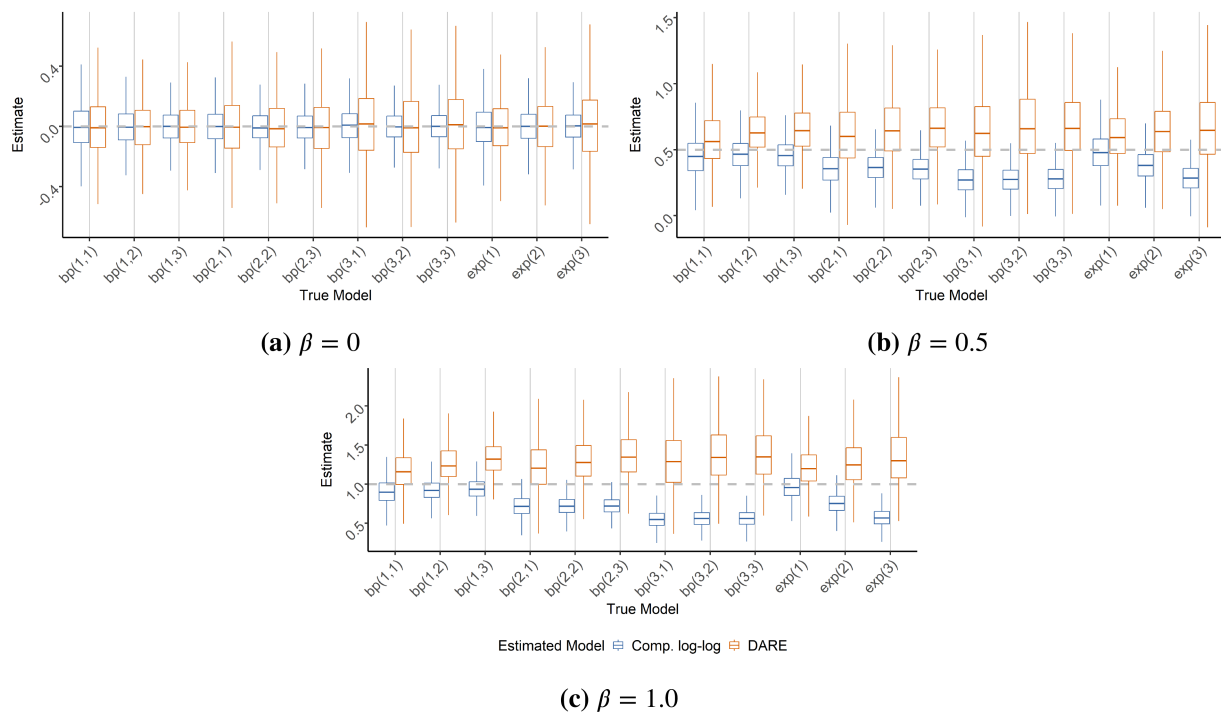 Estimate
0.4
0.0
-0.4
bp(1,1) bp(1,2) bp(1,3) bp(2,1) bp(2,2) bp(2,3) bp(3,1) bp(3,2) bp(3,3) exp(1) exp(2) exp(3)
True Model
(a) β = 0
Estimate
1.5
1.0
0.5
0.0
bp(1,1) bp(1,2) bp(1,3) bp(2,1) bp(2,2) bp(2,3) bp(3,1) bp(3,2) bp(3,3) exp(1) exp(2) exp(3)
True Model
(b) β = 0.5
Estimate
2.0
1.5
1.0
0.5
bp(1,1) bp(1,2) bp(1,3) bp(2,1) bp(2,2) bp(2,3) bp(3,1) bp(3,2) bp(3,3) exp(1) exp(2) exp(3)
True Model
Estimated Model Comp. log-log DARE
(c) β = 1.0